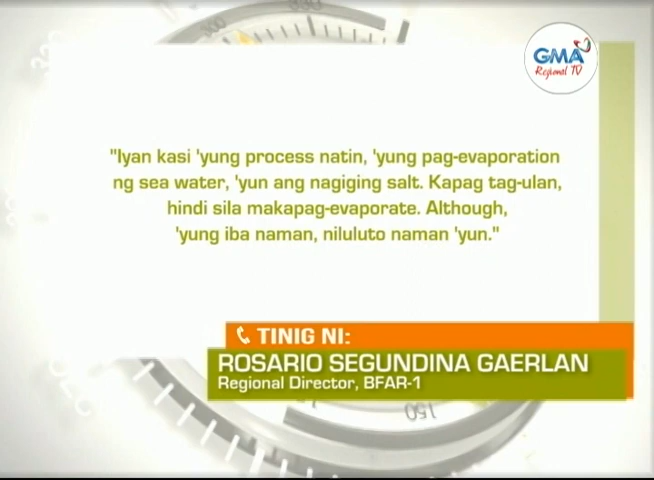 GMA
Regional TV
"Iyan kasi 'yung process natin, 'yung pag-evaporation
ng sea water, 'yun ang nagiging salt. Kapag tag-ulan,
hindi sila makapag-evaporate. Although,
'yung iba naman, niluluto naman 'yun."
TINIG NI:
ROSARIO SEGUNDINA GAERLAN
Regional Director, BFAR-1
150